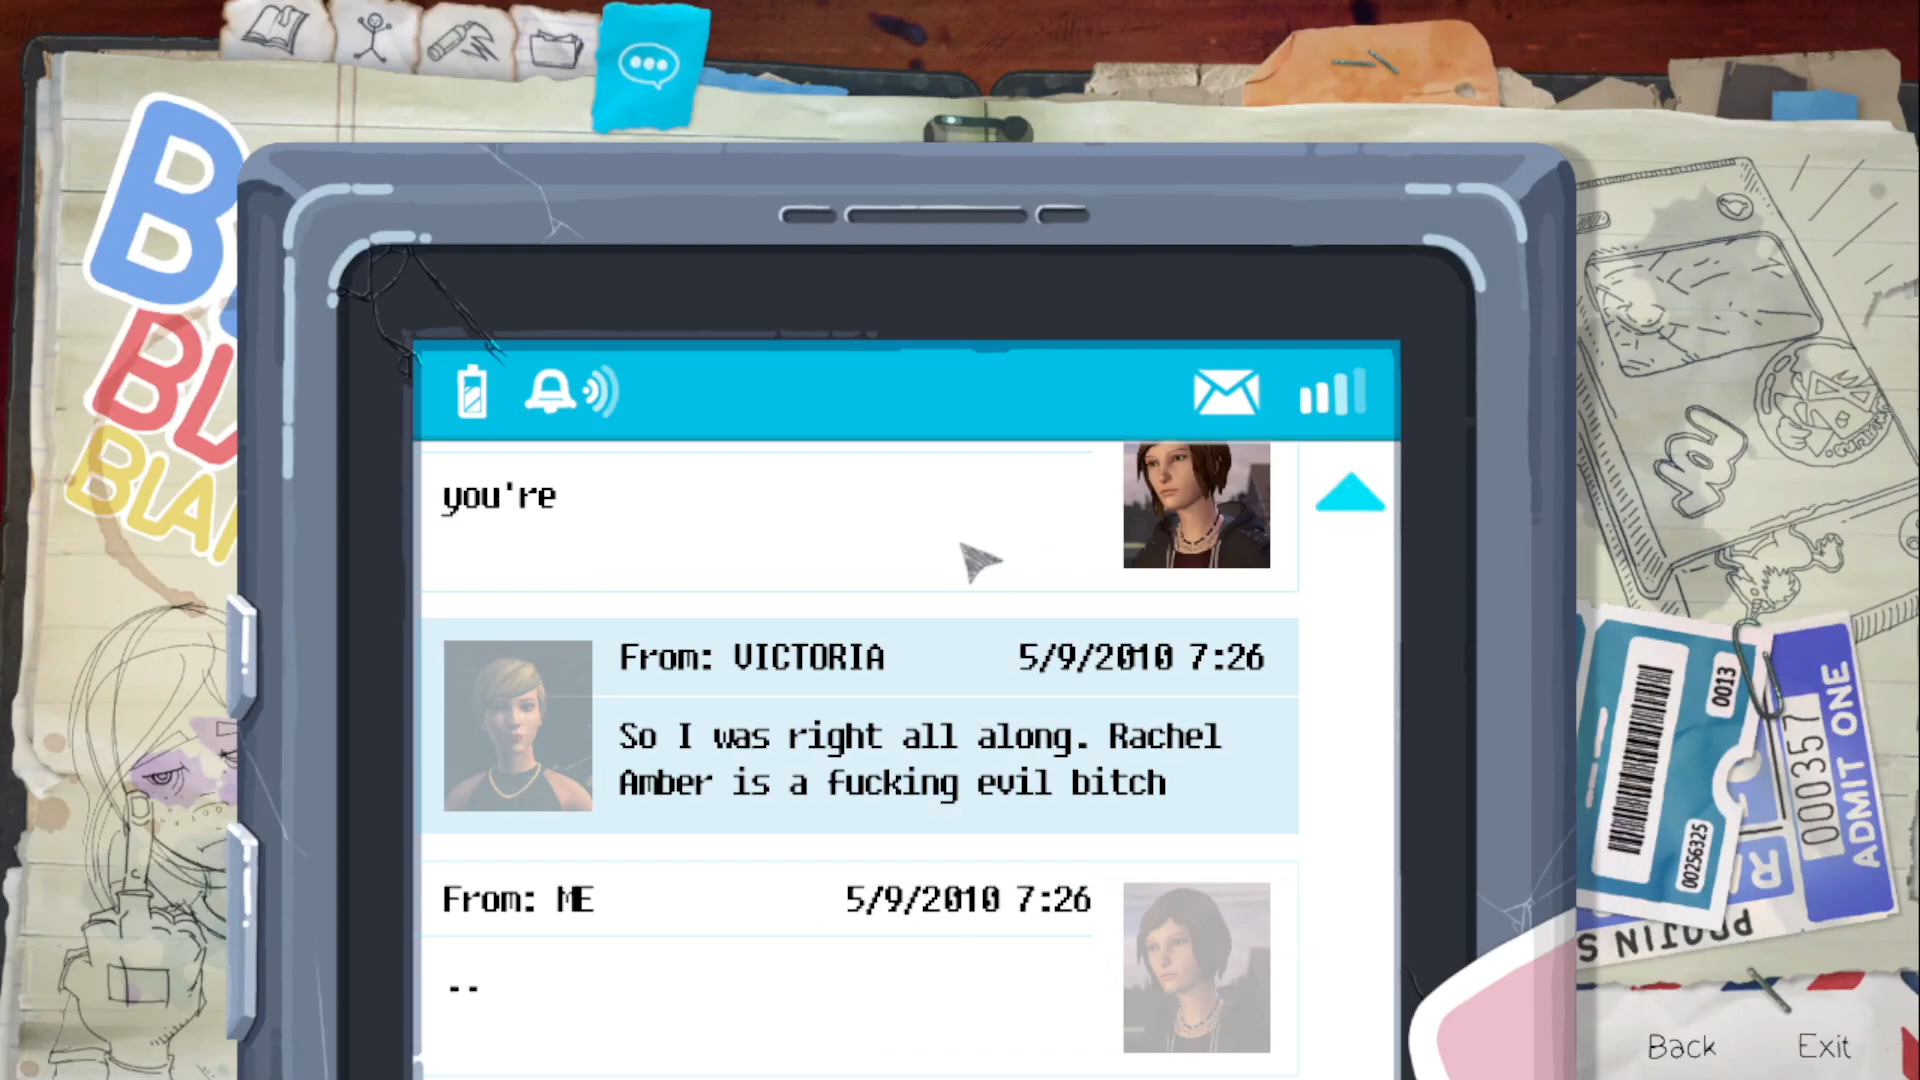 you're
From: VICTORIA 5/9/2010 7:26
So I was right all along. Rachel
Amber is a fucking evil bitch
From: ME 5/9/2010 7:26
--
0013
00256325
000357
ADMIT ONE
Back Exit